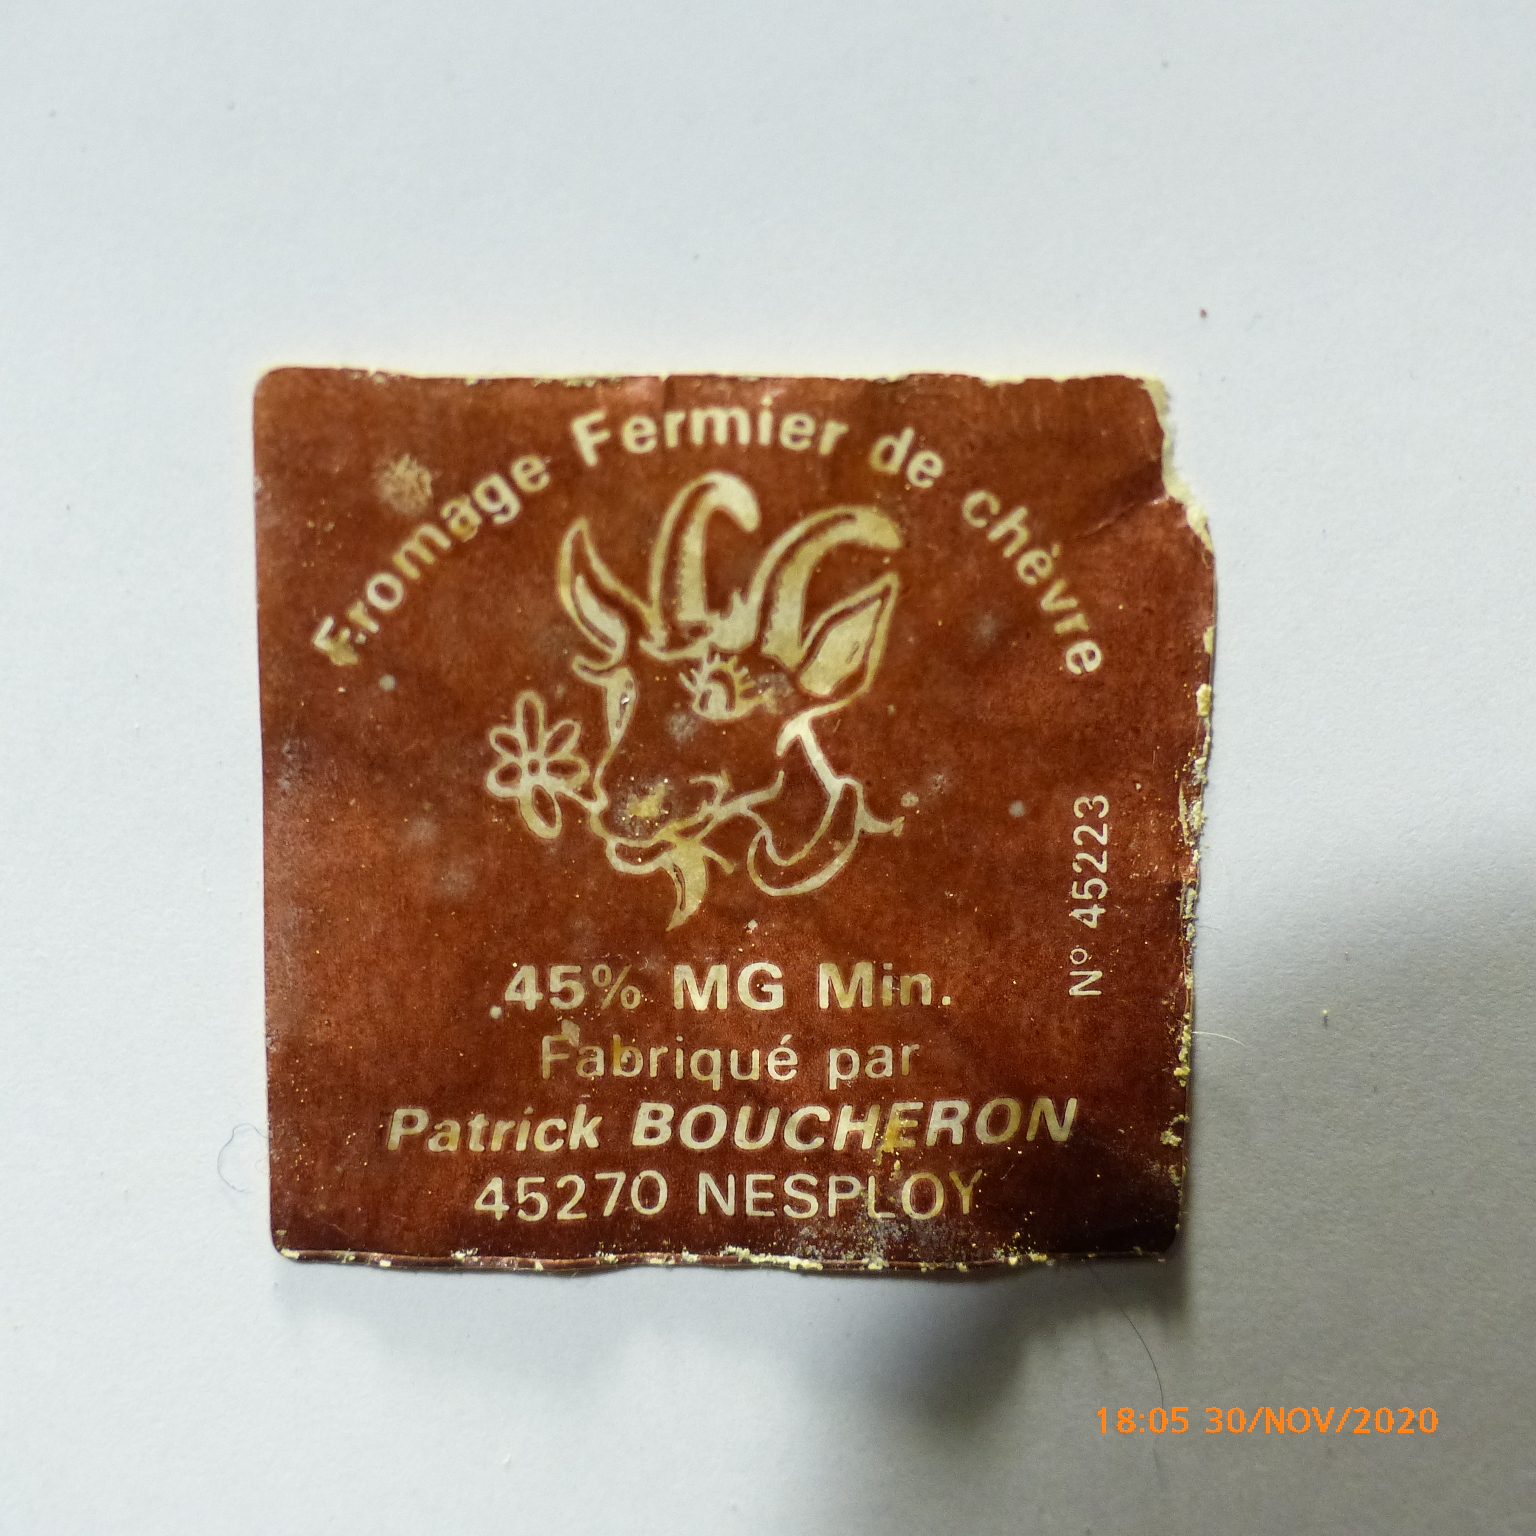 Fromage Fermier de chèvre
Nº 45223
45% MG Min.
Fabriqué par
Patrick BOUCHERON
45270 NESPLOY
18:05 30/NOV/2020